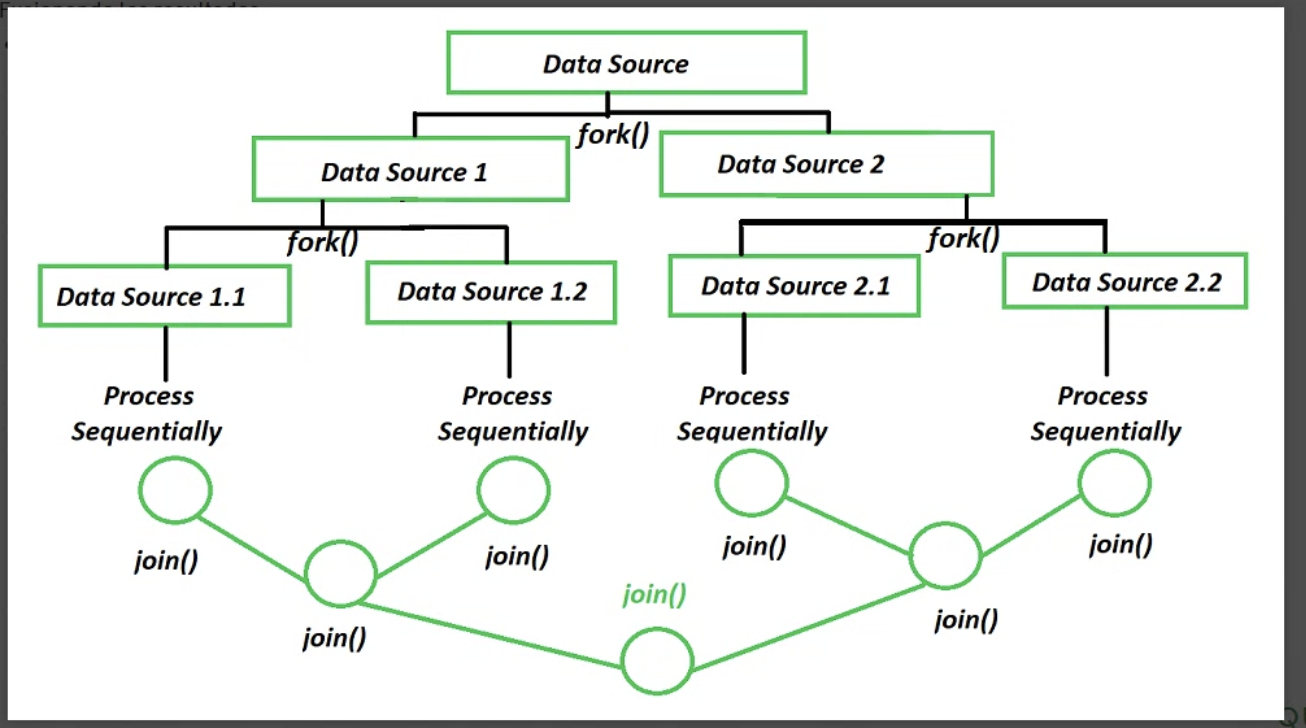 Data Source
fork()
Data Source 1
Data Source 2
fork()
fork()
Data Source 1.1
Data Source 1.2
Data Source 2.1
Data Source 2.2
Process
Sequentially
Process
Sequentially
Process
Sequentially
Process
Sequentially
join()
join()
join()
join()
join()
join()
join()